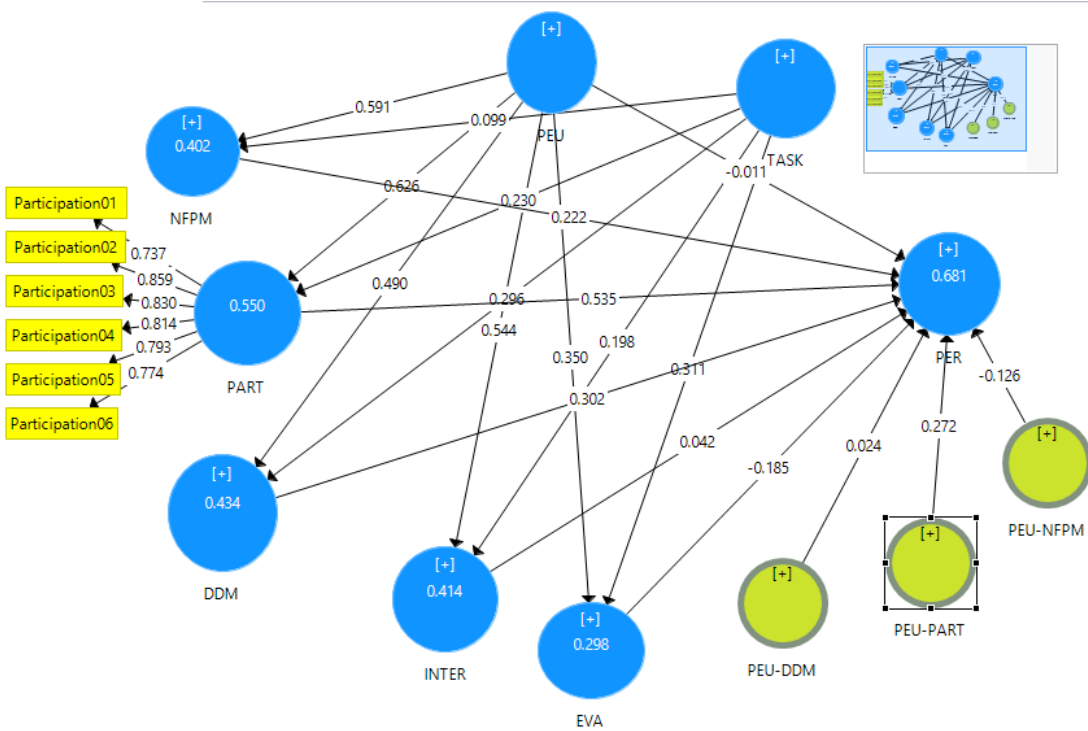 [+]
PEU
[+]
TASK
[+]
0.402
NFPM
0.591
0.099
0.626
0.230
-0.011
0.222
Participation01
Participation02
Participation03
Participation04
Participation05
Participation06
0.737
0.859
0.830
0.814
0.793
0.774
0.550
PART
[+]
0.681
PER
0.490
0.296
0.535
0.544
0.198
0.350
0.311
0.302
-0.126
0.272
0.042
0.024
-0.185
[+]
0.434
DDM
[+]
0.414
INTER
[+]
0.298
EVA
[+]
PEU-DDM
[+]
PEU-PART
[+]
PEU-NFPM